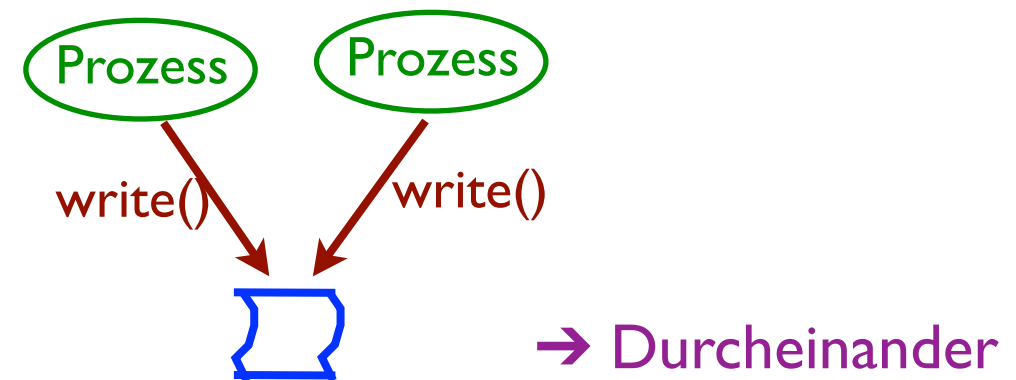 Prozess
Prozess
write()
write()
➔ Durcheinander